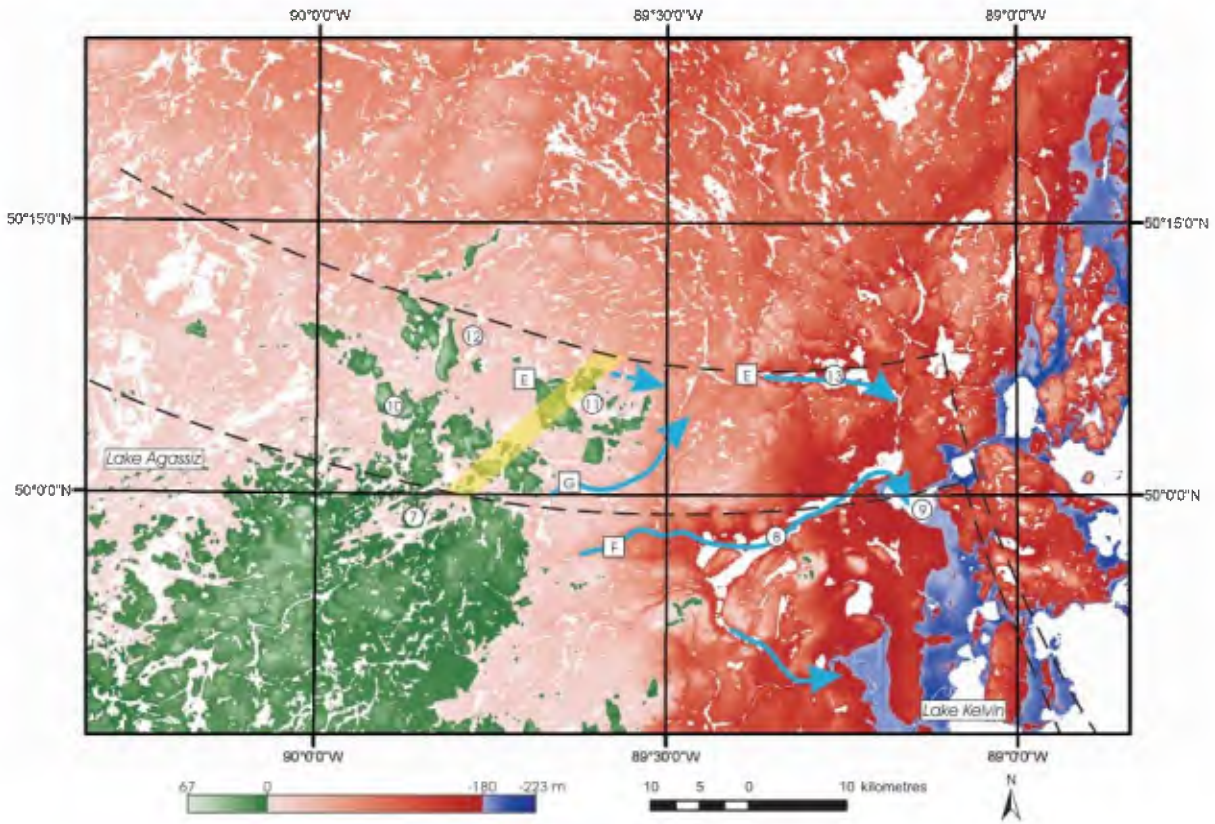 90°0'0"W 89°30'0"W 89°0'0"W
50°15'0"N 50°15'0"N
12
E E 13
10 11
Lake Agassiz
G
50°0'0"N 50°0'0"N
7 9
F 8
Lake Kelvin
90°0'0"W 89°30'0"W 89°0'0"W
67 0 -180 -223 m
10 5 0 10 kilometres
N